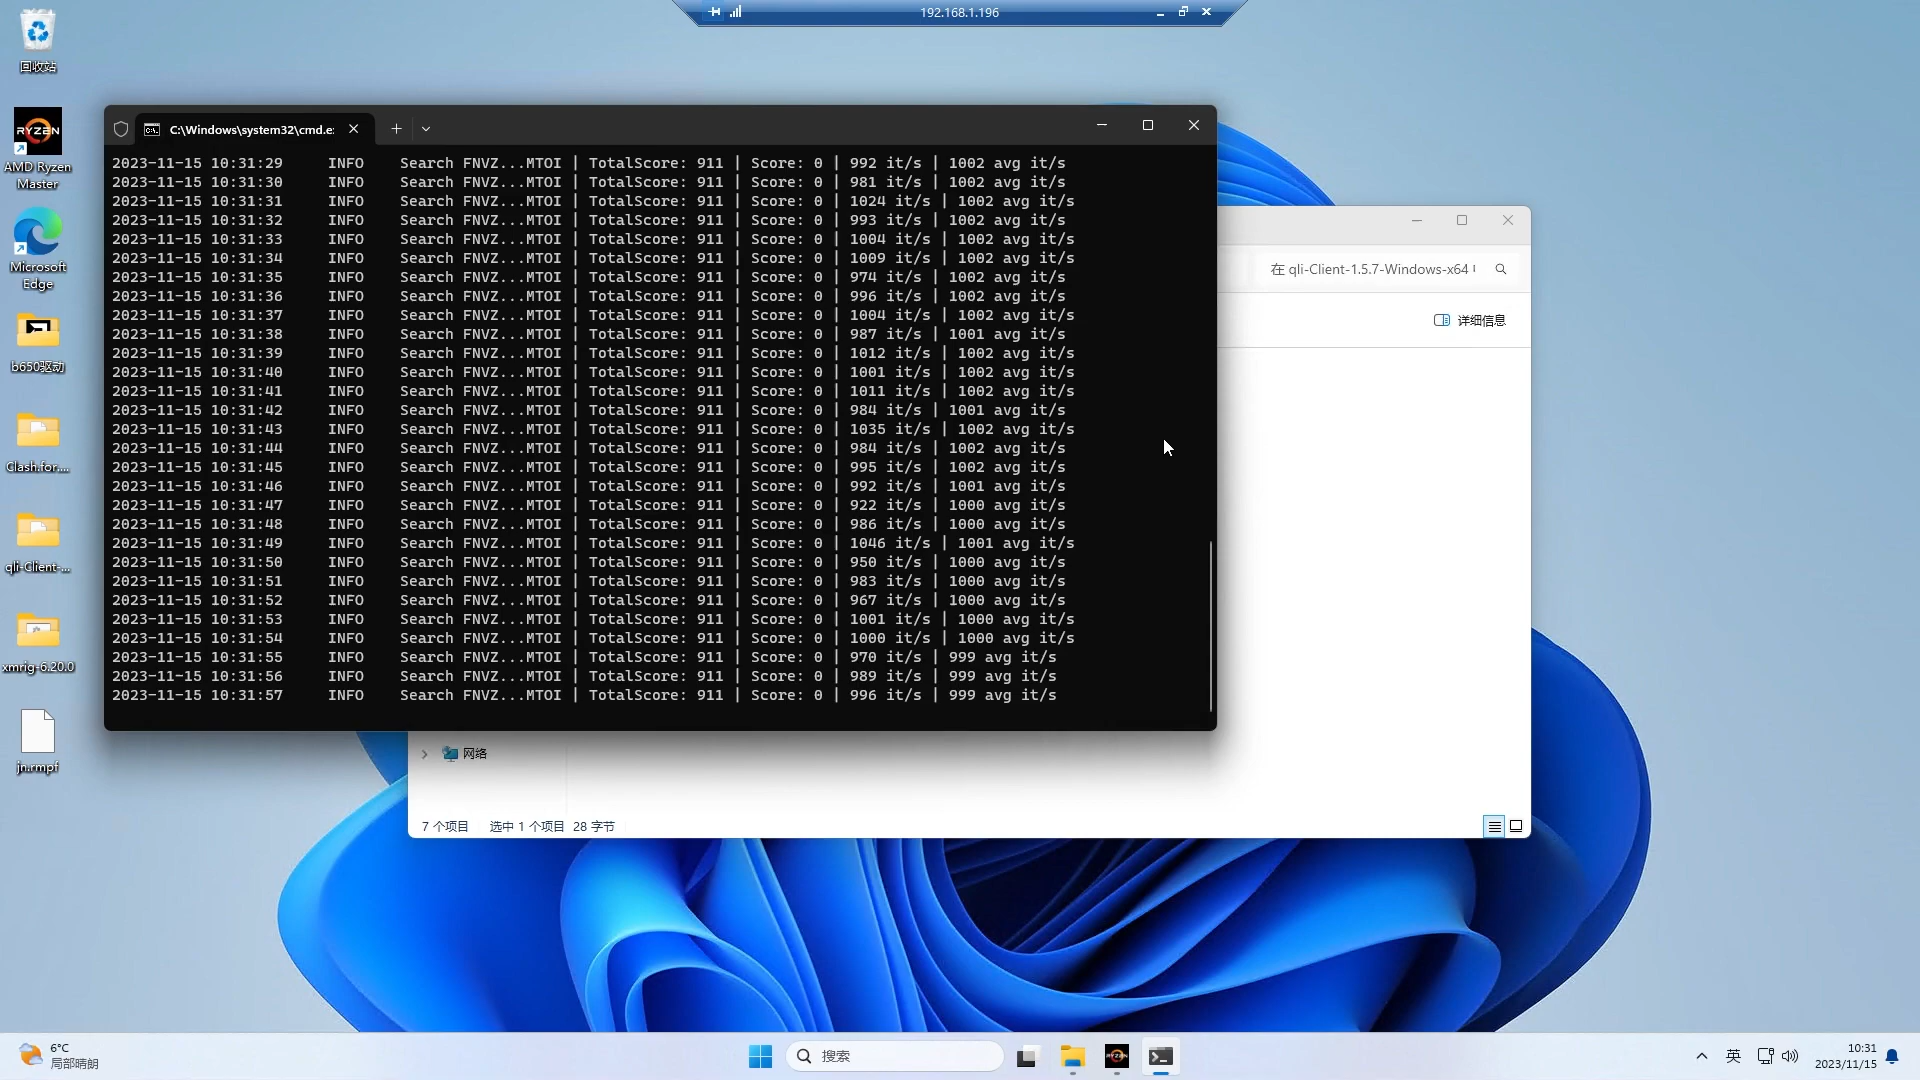 192.168.1.196
回收站
AMD Ryzen
Master
Microsoft
Edge
b650驱动
Clash.for....
qli-Client-...
xmrig-6.20.0
jn.rmpf
C:\Windows\system32\cmd.e:
2023-11-15 10:31:29 INFO Search FNVZ...MTOI | TotalScore: 911 | Score: 0 | 992 it/s | 1002 avg it/s
2023-11-15 10:31:30 INFO Search FNVZ...MTOI | TotalScore: 911 | Score: 0 | 981 it/s | 1002 avg it/s
2023-11-15 10:31:31 INFO Search FNVZ...MTOI | TotalScore: 911 | Score: 0 | 1024 it/s | 1002 avg it/s
2023-11-15 10:31:32 INFO Search FNVZ...MTOI | TotalScore: 911 | Score: 0 | 993 it/s | 1002 avg it/s
2023-11-15 10:31:33 INFO Search FNVZ...MTOI | TotalScore: 911 | Score: 0 | 1004 it/s | 1002 avg it/s
2023-11-15 10:31:34 INFO Search FNVZ...MTOI | TotalScore: 911 | Score: 0 | 1009 it/s | 1002 avg it/s
2023-11-15 10:31:35 INFO Search FNVZ...MTOI | TotalScore: 911 | Score: 0 | 974 it/s | 1002 avg it/s
2023-11-15 10:31:36 INFO Search FNVZ...MTOI | TotalScore: 911 | Score: 0 | 996 it/s | 1002 avg it/s
2023-11-15 10:31:37 INFO Search FNVZ...MTOI | TotalScore: 911 | Score: 0 | 1004 it/s | 1002 avg it/s
2023-11-15 10:31:38 INFO Search FNVZ...MTOI | TotalScore: 911 | Score: 0 | 987 it/s | 1001 avg it/s
2023-11-15 10:31:39 INFO Search FNVZ...MTOI | TotalScore: 911 | Score: 0 | 1012 it/s | 1002 avg it/s
2023-11-15 10:31:40 INFO Search FNVZ...MTOI | TotalScore: 911 | Score: 0 | 1001 it/s | 1002 avg it/s
2023-11-15 10:31:41 INFO Search FNVZ...MTOI | TotalScore: 911 | Score: 0 | 1011 it/s | 1002 avg it/s
2023-11-15 10:31:42 INFO Search FNVZ...MTOI | TotalScore: 911 | Score: 0 | 984 it/s | 1001 avg it/s
2023-11-15 10:31:43 INFO Search FNVZ...MTOI | TotalScore: 911 | Score: 0 | 1035 it/s | 1002 avg it/s
2023-11-15 10:31:44 INFO Search FNVZ...MTOI | TotalScore: 911 | Score: 0 | 984 it/s | 1002 avg it/s
2023-11-15 10:31:45 INFO Search FNVZ...MTOI | TotalScore: 911 | Score: 0 | 995 it/s | 1002 avg it/s
2023-11-15 10:31:46 INFO Search FNVZ...MTOI | TotalScore: 911 | Score: 0 | 992 it/s | 1001 avg it/s
2023-11-15 10:31:47 INFO Search FNVZ...MTOI | TotalScore: 911 | Score: 0 | 922 it/s | 1000 avg it/s
2023-11-15 10:31:48 INFO Search FNVZ...MTOI | TotalScore: 911 | Score: 0 | 986 it/s | 1000 avg it/s
2023-11-15 10:31:49 INFO Search FNVZ...MTOI | TotalScore: 911 | Score: 0 | 1046 it/s | 1001 avg it/s
2023-11-15 10:31:50 INFO Search FNVZ...MTOI | TotalScore: 911 | Score: 0 | 950 it/s | 1000 avg it/s
2023-11-15 10:31:51 INFO Search FNVZ...MTOI | TotalScore: 911 | Score: 0 | 983 it/s | 1000 avg it/s
2023-11-15 10:31:52 INFO Search FNVZ...MTOI | TotalScore: 911 | Score: 0 | 967 it/s | 1000 avg it/s
2023-11-15 10:31:53 INFO Search FNVZ...MTOI | TotalScore: 911 | Score: 0 | 1001 it/s | 1000 avg it/s
2023-11-15 10:31:54 INFO Search FNVZ...MTOI | TotalScore: 911 | Score: 0 | 1000 it/s | 1000 avg it/s
2023-11-15 10:31:55 INFO Search FNVZ...MTOI | TotalScore: 911 | Score: 0 | 970 it/s | 999 avg it/s
2023-11-15 10:31:56 INFO Search FNVZ...MTOI | TotalScore: 911 | Score: 0 | 989 it/s | 999 avg it/s
2023-11-15 10:31:57 INFO Search FNVZ...MTOI | TotalScore: 911 | Score: 0 | 996 it/s | 999 avg it/s
在 qli-Client-1.5.7-Windows-x64
详细信息
网络
7 个项目 选中 1 个项目 28 字节
6°C
局部晴朗
搜索
RYZEN
英
10:31
2023/11/15